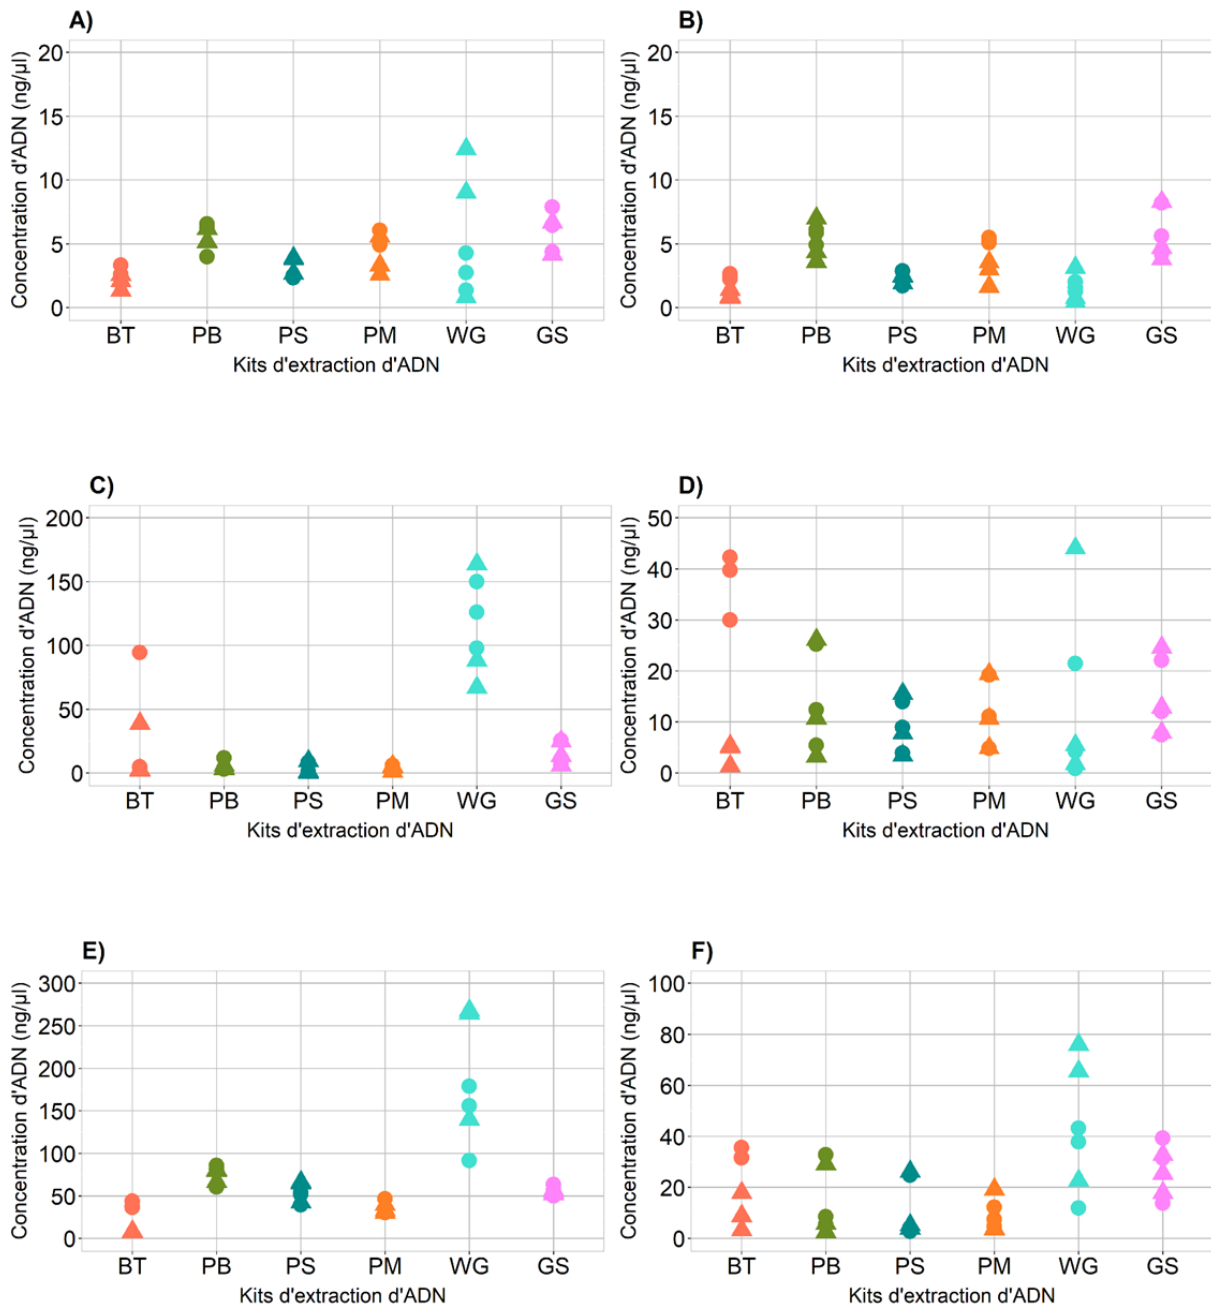 A)
Concentration d'ADN (ng/µl)
20
15
10
5
0
BT PB PS PM WG GS
Kits d'extraction d'ADN
B)
Concentration d'ADN (ng/µl)
20
15
10
5
0
BT PB PS PM WG GS
Kits d'extraction d'ADN
C)
Concentration d'ADN (ng/µl)
200
150
100
50
0
BT PB PS PM WG GS
Kits d'extraction d'ADN
D)
Concentration d'ADN (ng/µl)
50
40
30
20
10
0
BT PB PS PM WG GS
Kits d'extraction d'ADN
E)
Concentration d'ADN (ng/µl)
300
250
200
150
100
50
0
BT PB PS PM WG GS
Kits d'extraction d'ADN
F)
Concentration d'ADN (ng/µl)
100
80
60
40
20
0
BT PB PS PM WG GS
Kits d'extraction d'ADN